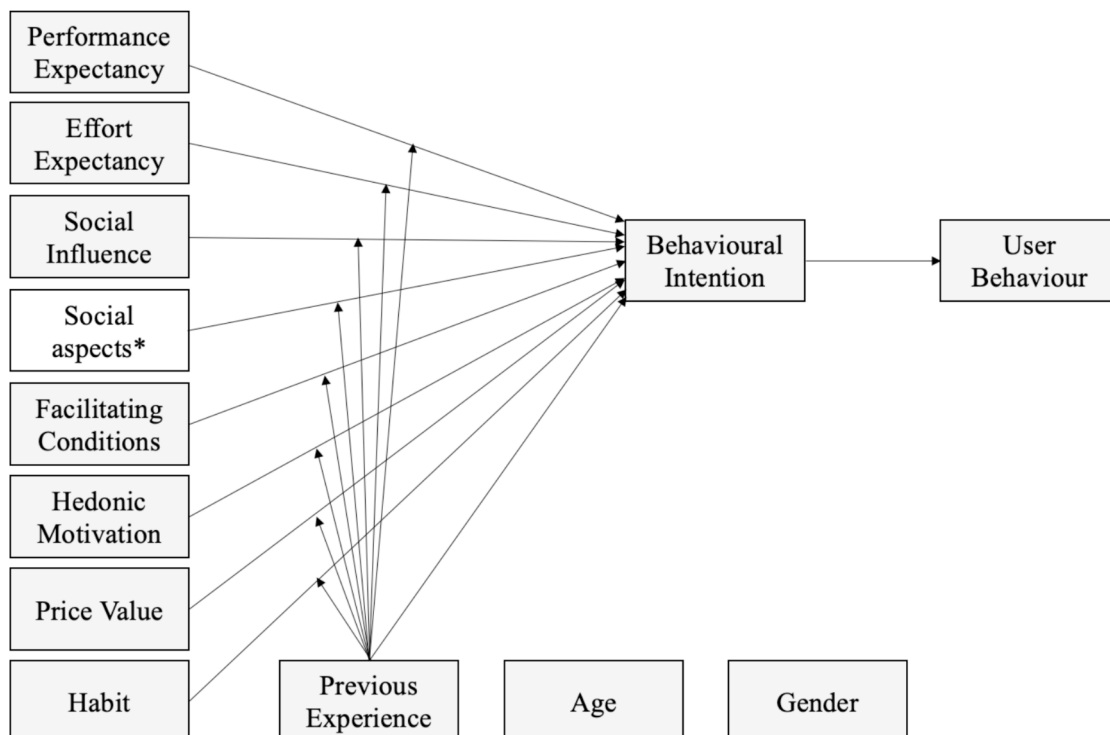 Performance
Expectancy
Effort
Expectancy
Social
Influence
Social
aspects*
Facilitating
Conditions
Hedonic
Motivation
Price Value
Habit
Previous
Experience
Age
Gender
Behavioural
Intention
User
Behaviour